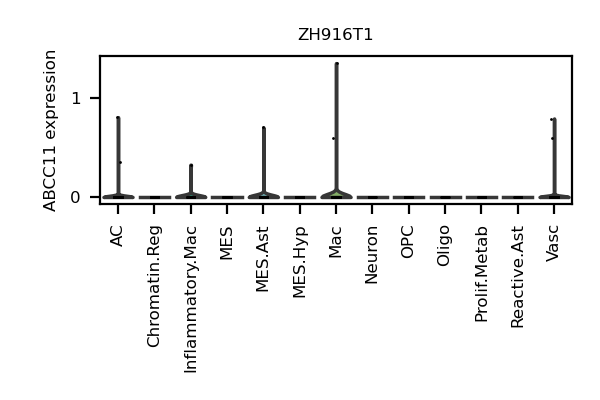 ZH916T1
ABCC11 expression
1
0
AC
Chromatin.Reg
Inflammatory.Mac
MES
MES.Ast
MES.Hyp
Mac
Neuron
OPC
Oligo
Prolif.Metab
Reactive.Ast
Vasc